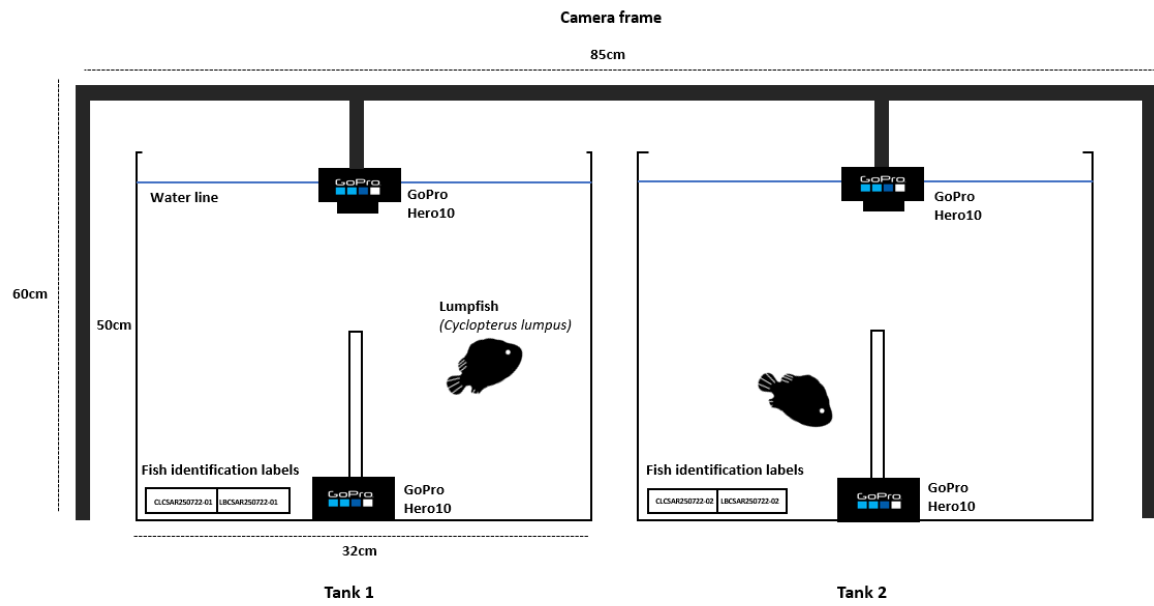 Camera frame
85cm
GoPro
GoPro
Hero10
GoPro
GoPro
Hero10
Water line
60cm
50cm
Lumpfish
(Cyclopterus lumpus)
Fish identification labels
CLCSAR250722-01 LBCSAR250722-01
GoPro
GoPro
Hero10
Fish identification labels
CLCSAR250722-02 LBCSAR250722-02
GoPro
GoPro
Hero10
32cm
Tank 1
Tank 2